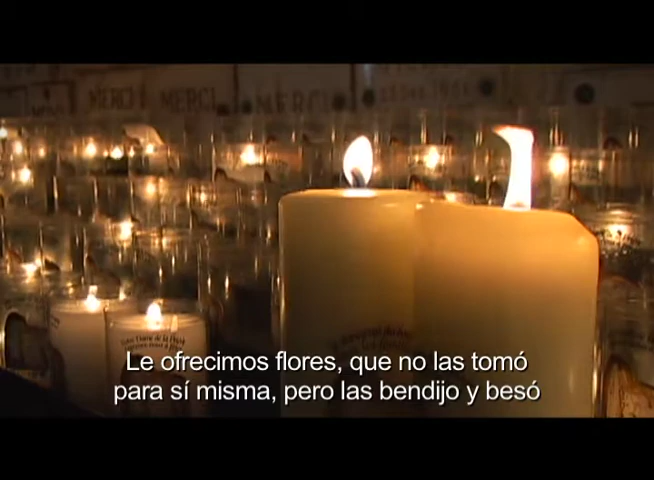 MERCI MERCI MERCI
Le ofrecimos flores, que no las tomó
para sí misma, pero las bendijo y besó